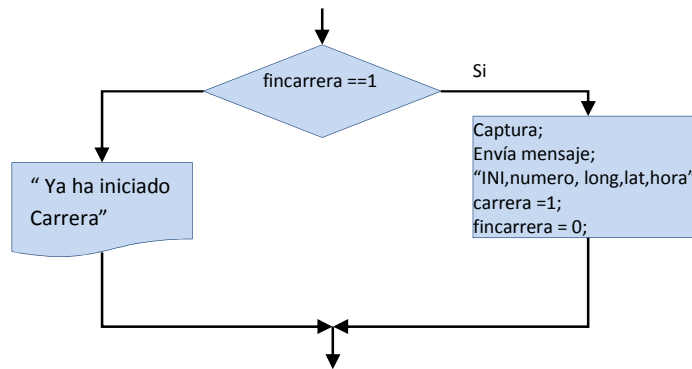 fincarrera ==1
Si
Captura;
Envía mensaje;
“INI,numero, long,lat,hora”
carrera =1;
fincarrera = 0;
“ Ya ha iniciado
Carrera”